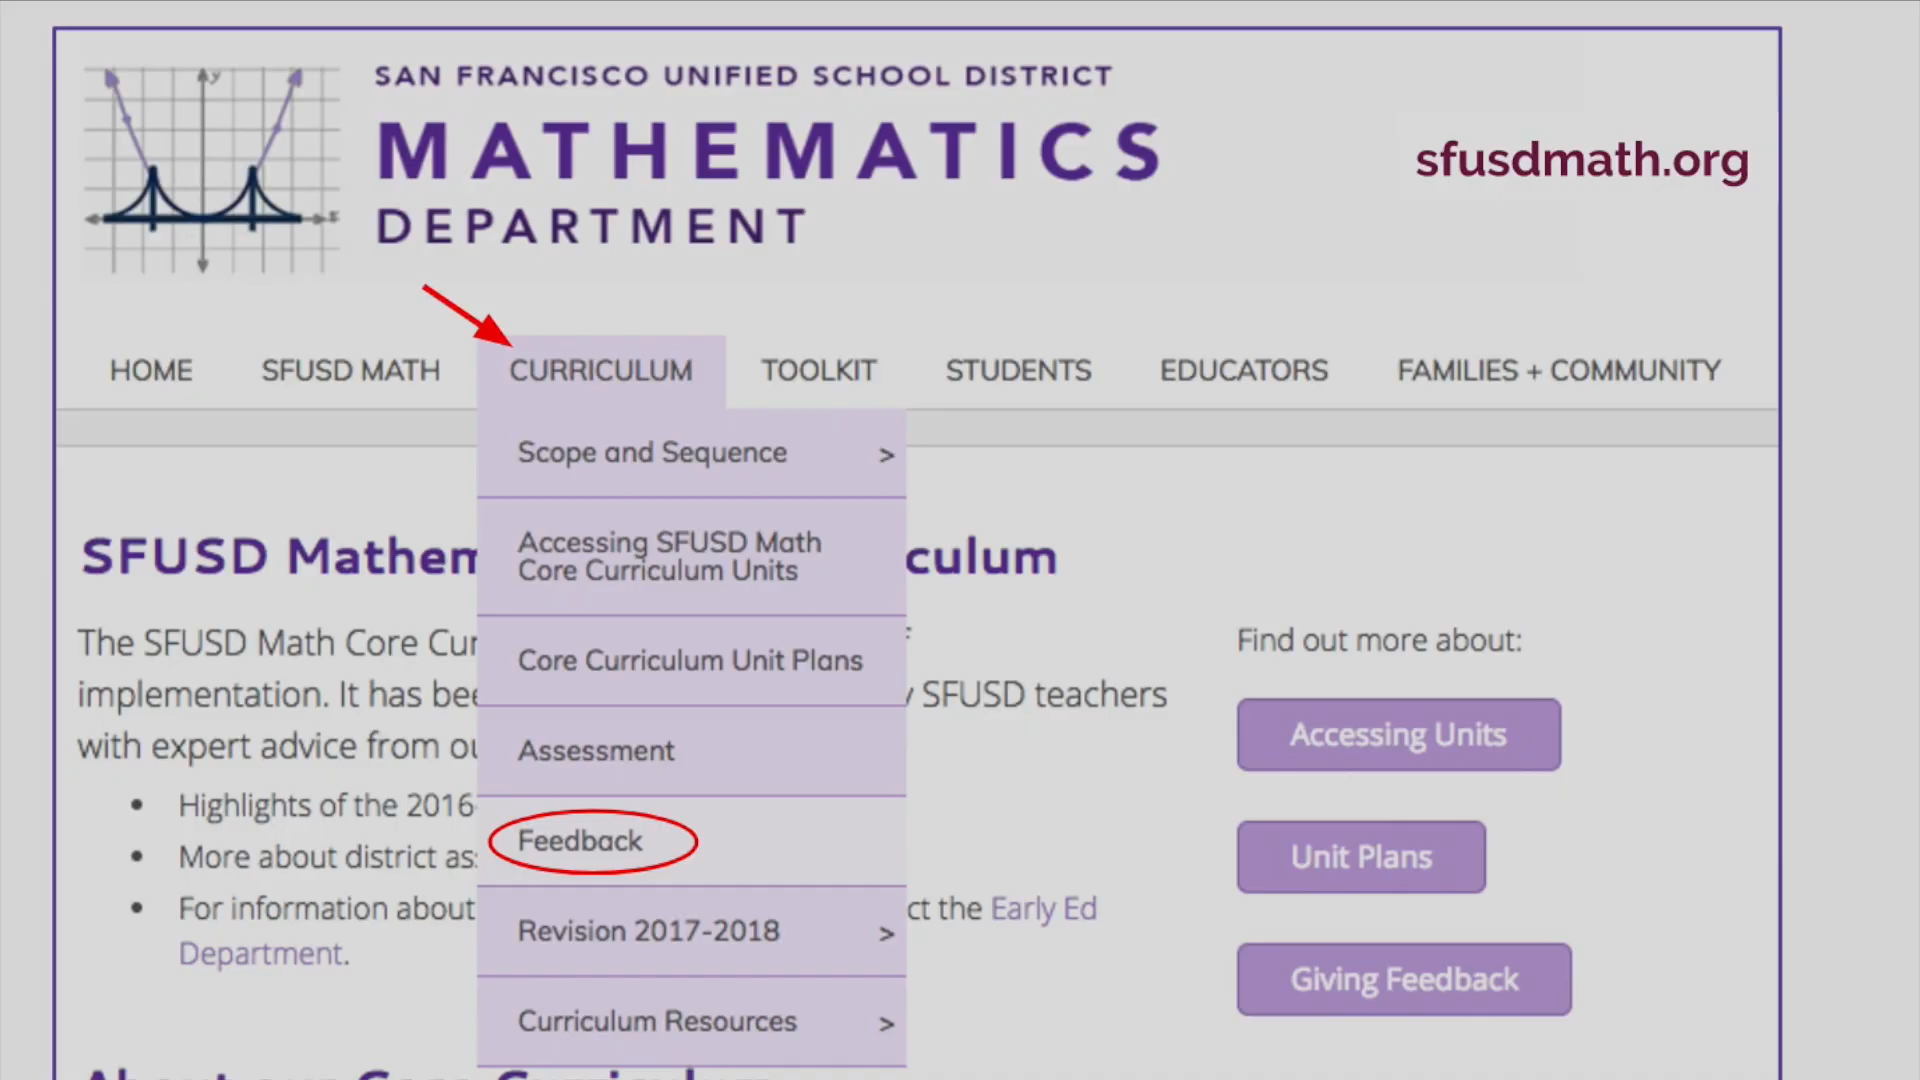 SAN FRANCISCO UNIFIED SCHOOL DISTRICT
MATHEMATICS
DEPARTMENT
sfusdmath.org
y
x
HOME SFUSD MATH CURRICULUM TOOLKIT STUDENTS EDUCATORS FAMILIES + COMMUNITY
Scope and Sequence >
Accessing SFUSD Math
Core Curriculum Units
Core Curriculum Unit Plans
Assessment
Feedback
Revision 2017-2018 >
Curriculum Resources >
SFUSD Mathem culum
The SFUSD Math Core Cur
implementation. It has bee y SFUSD teachers
with expert advice from ou
• Highlights of the 2016-
• More about district as
• For information about ct the Early Ed
Department.
Find out more about:
Accessing Units
Unit Plans
Giving Feedback
About our Core Curriculum